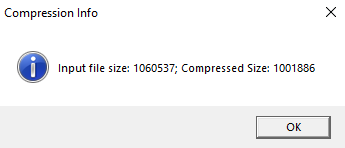 Compression Info
Input file size: 1060537; Compressed Size: 1001886
OK